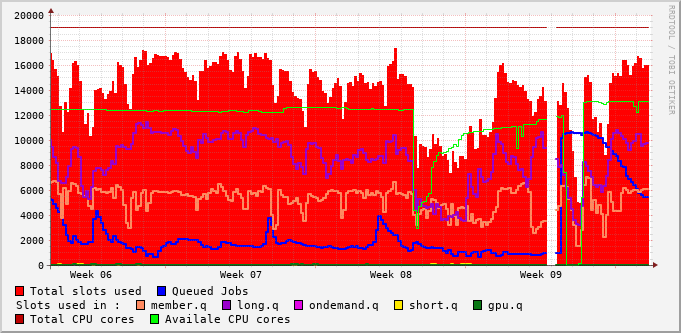 20000
18000
16000
14000
12000
10000
8000
6000
4000
2000
0
Week 06 Week 07 Week 08 Week 09
RRDTOOL / TOBI OETIKER
Total slots used Queued Jobs
Slots used in : member.q long.q ondemand.q short.q gpu.q
Total CPU cores Availale CPU cores